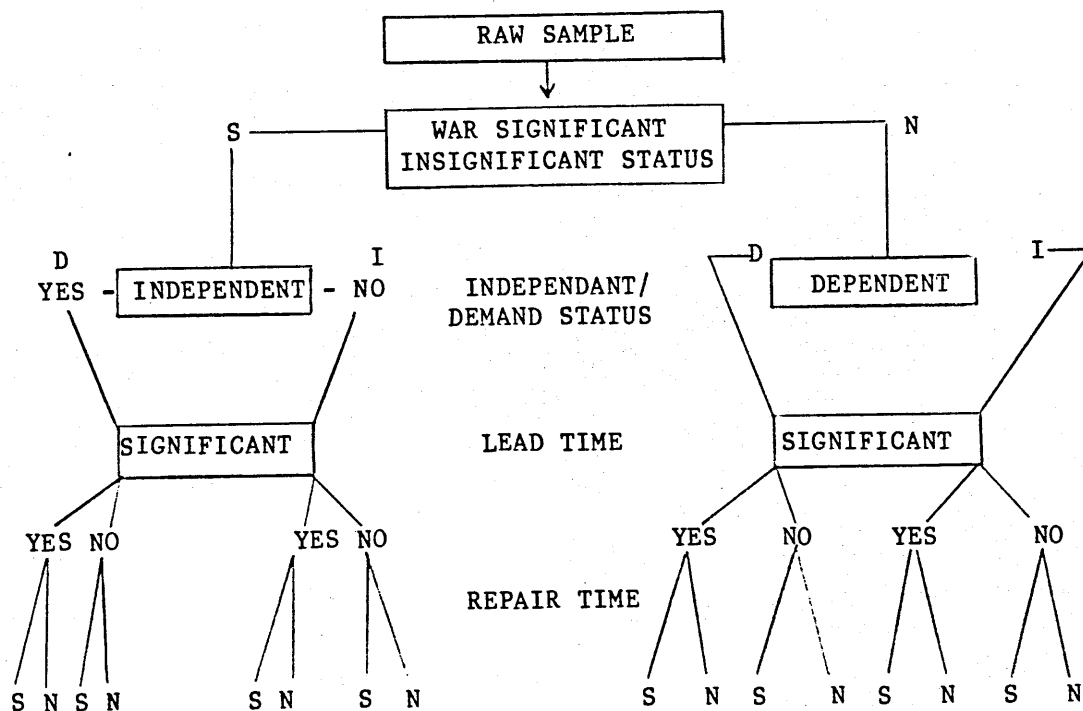 RAW SAMPLE
S
WAR SIGNIFICANT
INSIGNIFICANT STATUS
N
D
I
YES - INDEPENDENT - NO
INDEPENDANT/
DEMAND STATUS
D
DEPENDENT
I
SIGNIFICANT
LEAD TIME
SIGNIFICANT
YES NO
YES NO
YES
NO
YES
NO
REPAIR TIME
S N S N
S N
S N
S N
S N
S N
S N